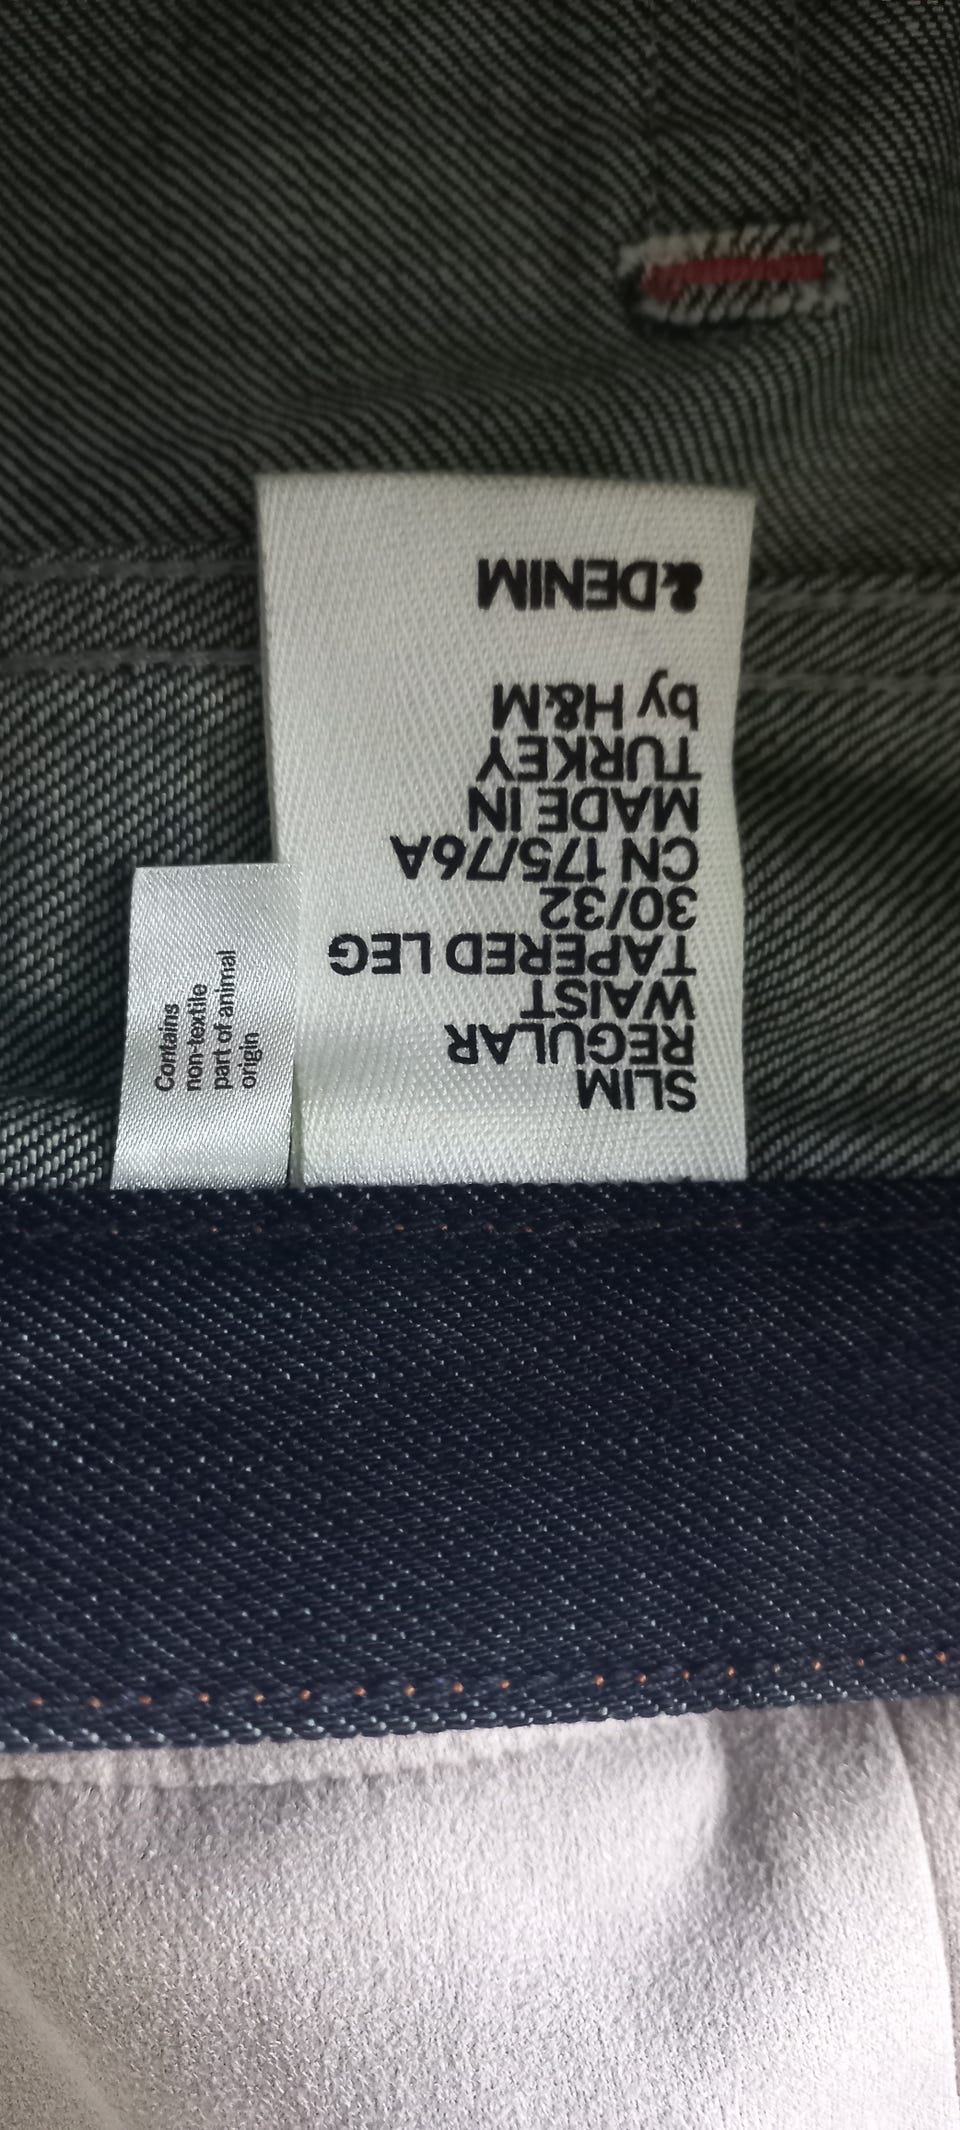 SLIM
REGULAR
WAIST
TAPERED LEG
30/32
CN 175/76A
MADE IN
TURKEY
by H&M
&DENIM
Contains
non-textile
part of animal
origin